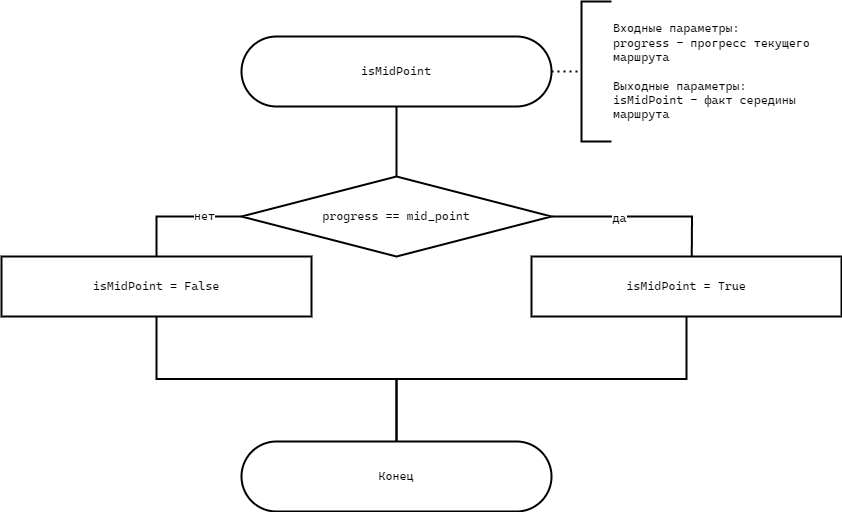 isMidPoint
Входные параметры:
progress – прогресс текущего
маршрута
Выходные параметры:
isMidPoint – факт середины
маршрута
progress == mid_point
нет
да
isMidPoint = False
isMidPoint = True
Конец